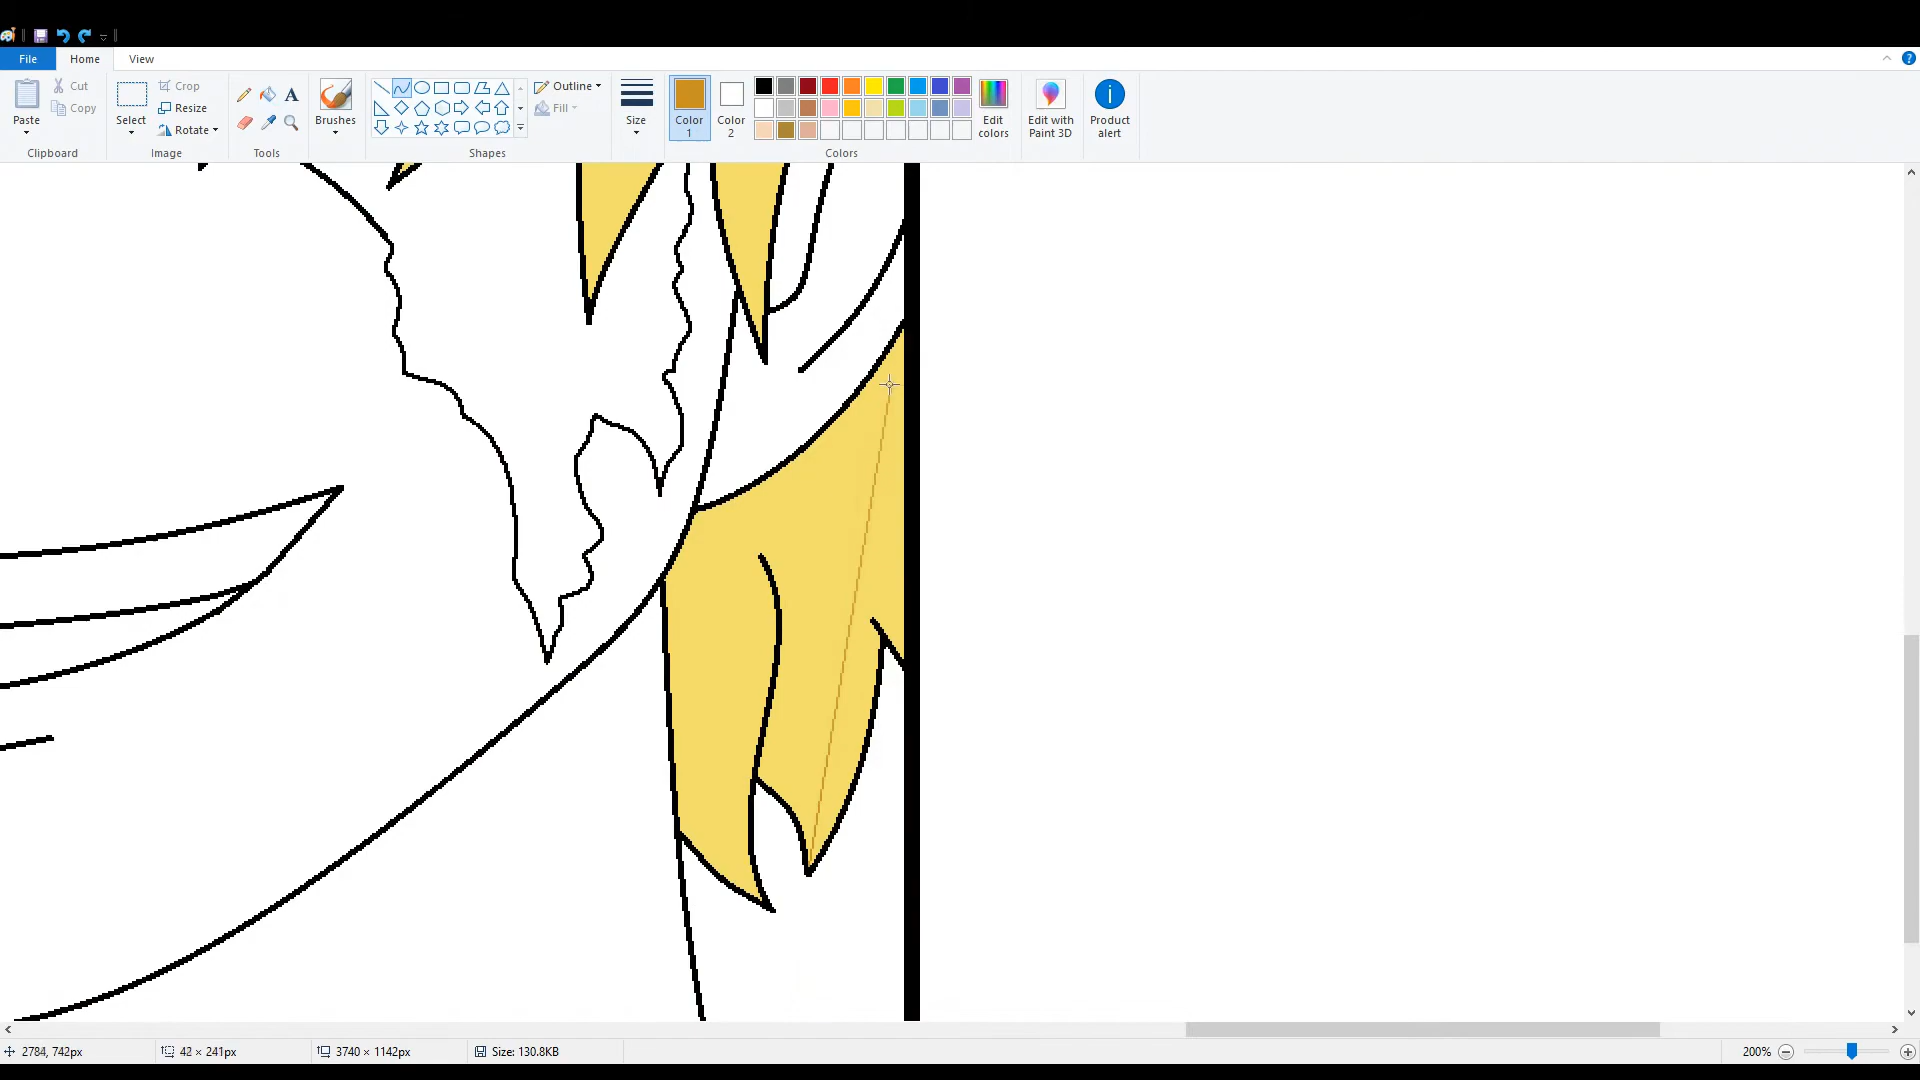 File Home View
Paste
Cut
Copy
Clipboard
Select
Crop
Resize
Rotate
Image
A
Tools
Brushes
Shapes
Outline
Fill
Size
Color 1
Color 2
Colors
Edit colors
Edit with Paint 3D
Product alert
2784, 742px
42 × 241px
3740 × 1142px
Size: 130.8KB
200%